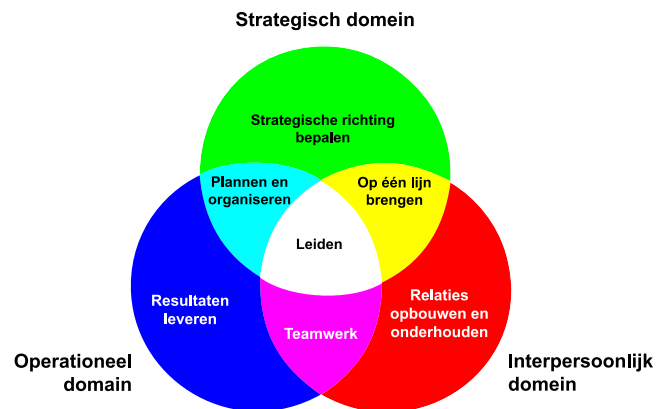 Strategisch domein
Strategische richting
bepalen
Plannen en
organiseren
Op één lijn
brengen
Leiden
Resultaten
leveren
Relaties
opbouwen en
onderhouden
Teamwerk
Operationeel
domain
Interpersoonlijk
domein